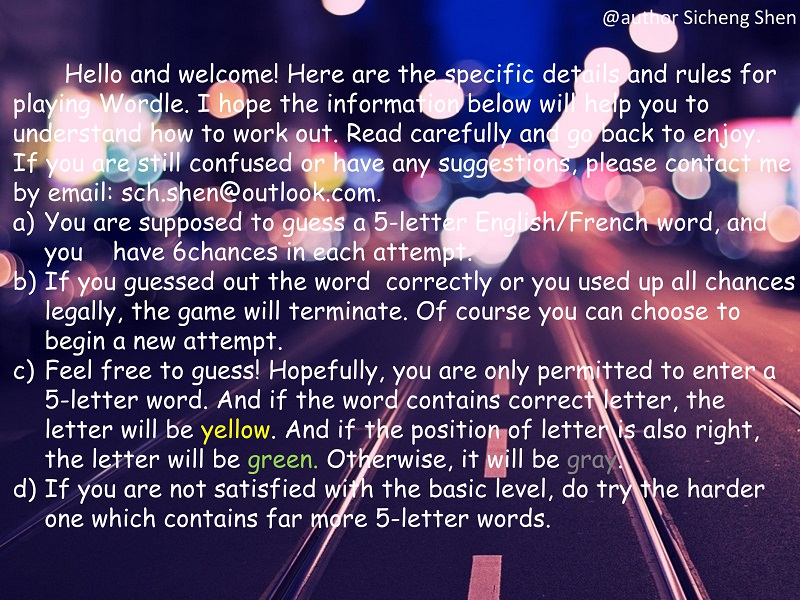 @author Sicheng Shen
Hello and welcome! Here are the specific details and rules for
playing Wordle. I hope the information below will help you to
understand how to work out. Read carefully and go back to enjoy.
If you are still confused or have any suggestions, please contact me
by email: sch.shen@outlook.com.
a) You are supposed to guess a 5-letter English/French word, and
you have 6chances in each attempt.
b) If you guessed out the word correctly or you used up all chances
legally, the game will terminate. Of course you can choose to
begin a new attempt.
c) Feel free to guess! Hopefully, you are only permitted to enter a
5-letter word. And if the word contains correct letter, the
letter will be yellow. And if the position of letter is also right,
the letter will be green. Otherwise, it will be gray.
d) If you are not satisfied with the basic level, do try the harder
one which contains far more 5-letter words.